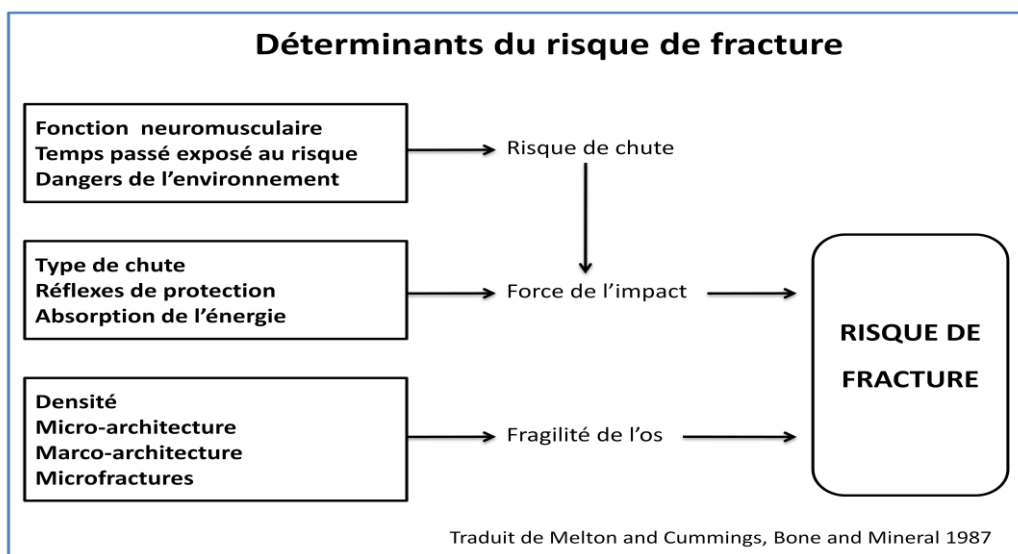 Déterminants du risque de fracture
Fonction neuromusculaire
Temps passé exposé au risque
Dangers de l'environnement
Risque de chute
Type de chute
Réflexes de protection
Absorption de l'énergie
Force de l'impact
Densité
Micro-architecture
Marco-architecture
Microfractures
Fragilité de l'os
RISQUE DE
FRACTURE
Traduit de Melton and Cummings, Bone and Mineral 1987